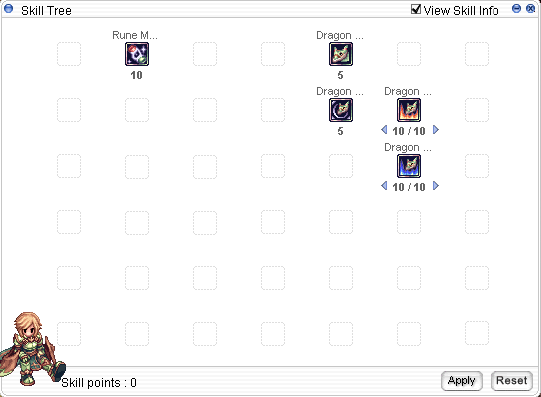 Skill Tree
View Skill Info
Rune M...
Dragon ...
10
5
Dragon ...
Dragon ...
5
10 / 10
Dragon ...
10 / 10
Skill points : 0
Apply
Reset